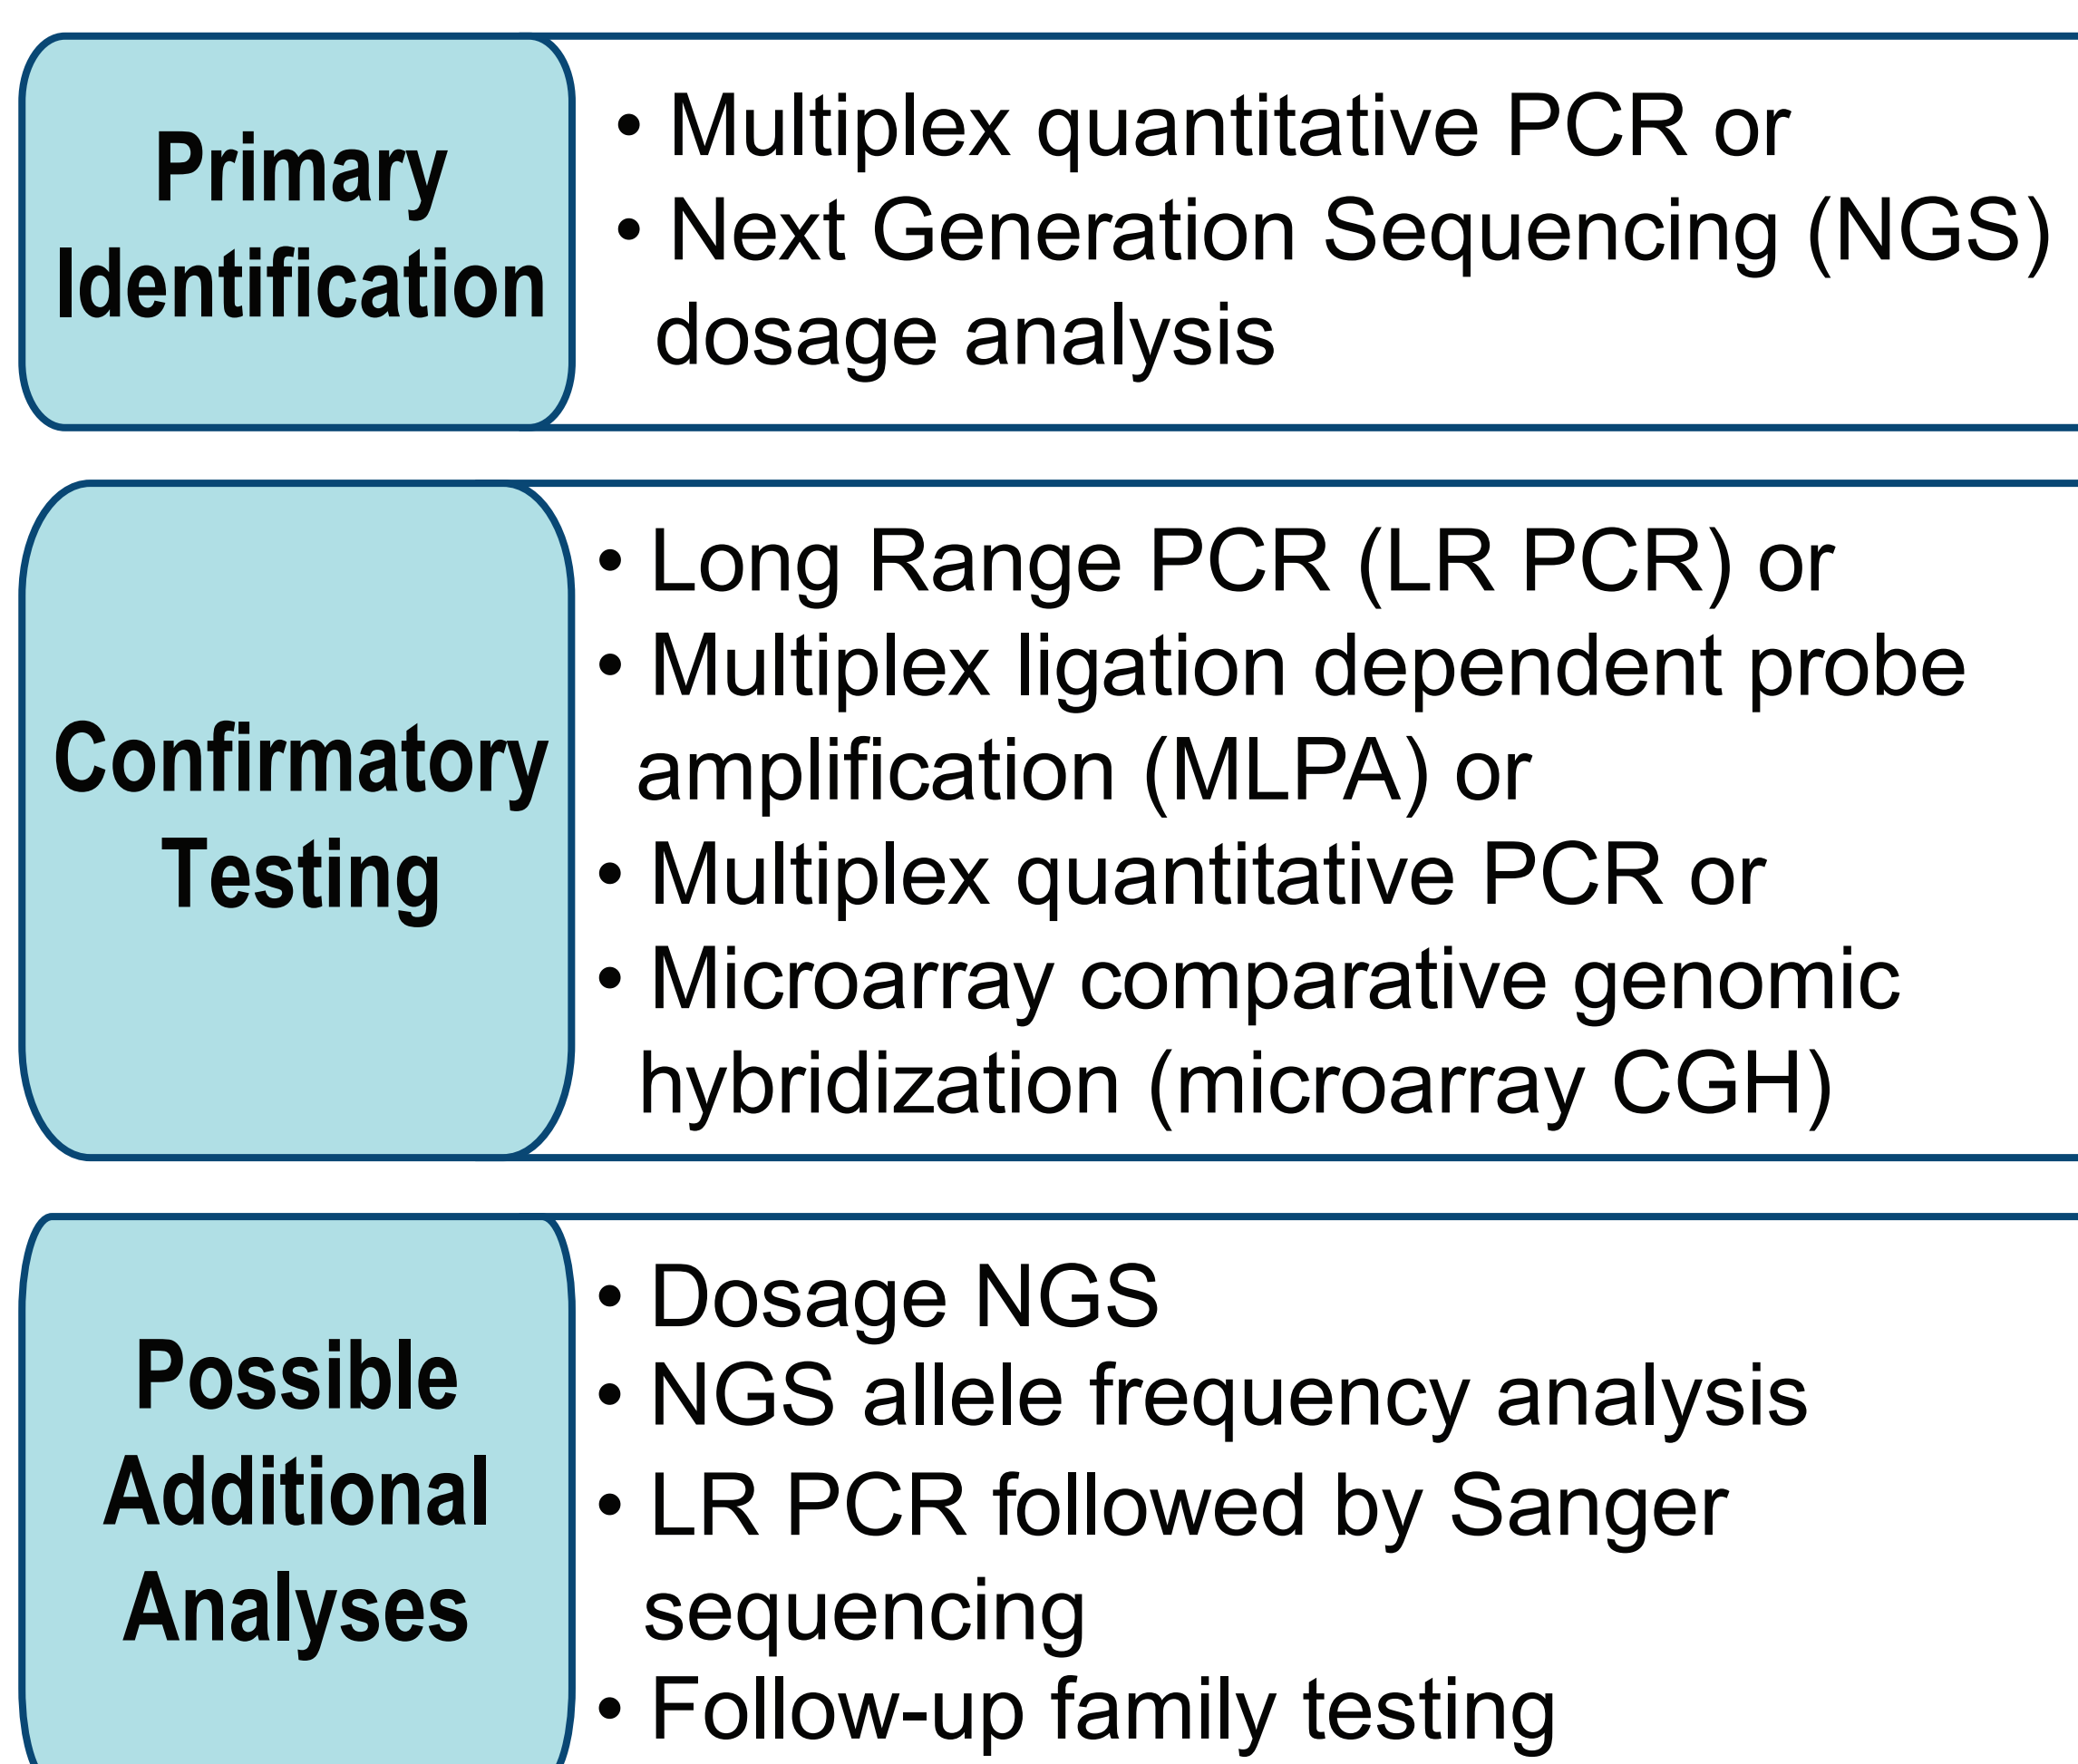 Primary
Identification
• Multiplex quantitative PCR or
• Next Generation Sequencing (NGS)
dosage analysis
Confirmatory
Testing
• Long Range PCR (LR PCR) or
• Multiplex ligation dependent probe
amplification (MLPA) or
• Multiplex quantitative PCR or
• Microarray comparative genomic
hybridization (microarray CGH)
Possible
Additional
Analyses
• Dosage NGS
• NGS allele frequency analysis
• LR PCR followed by Sanger
sequencing
• Follow-up family testing